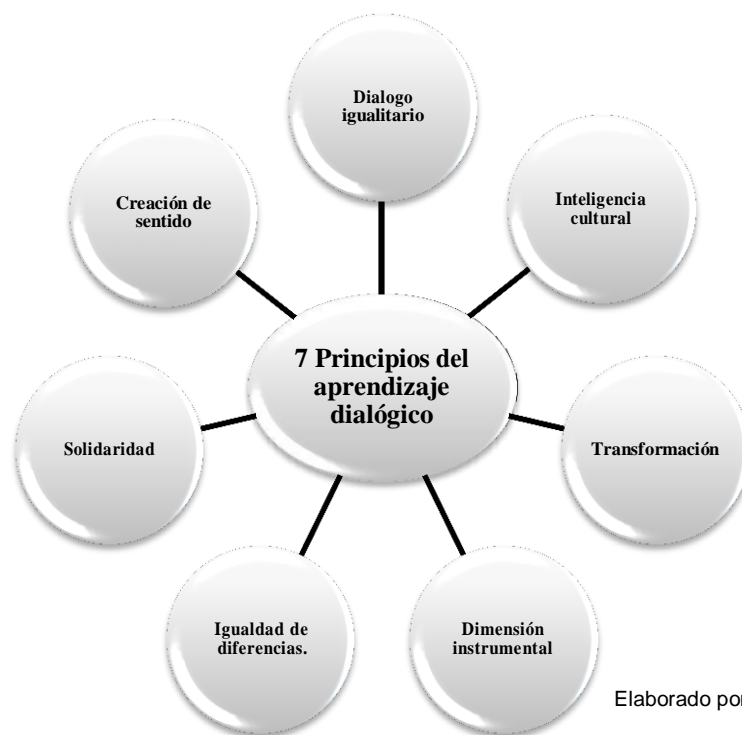 Dialogo
igualitario
Inteligencia
cultural
Transformación
Dimensión
instrumental
Igualdad de
diferencias.
Solidaridad
Creación de
sentido
7 Principios del
aprendizaje
dialógico
Elaborado por